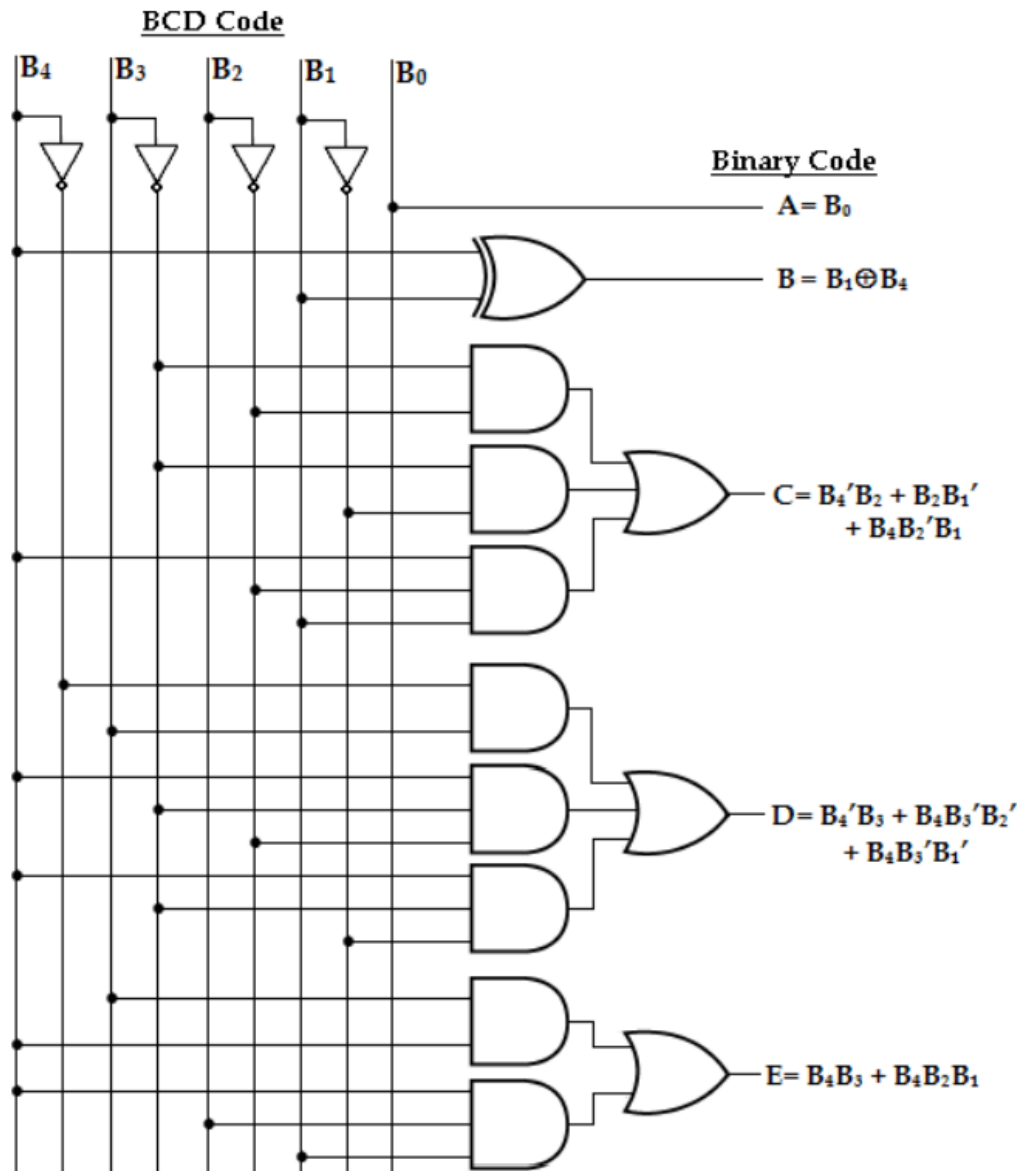 BCD Code
B₄ B₃ B₂ B₁ B₀
Binary Code
A= B₀
B = B₁⊕B₄
C= B₄′B₂ + B₂B₁′
+ B₄B₂′B₁
D= B₄′B₃ + B₄B₃′B₂′
+ B₄B₃′B₁′
E= B₄B₃ + B₄B₂B₁